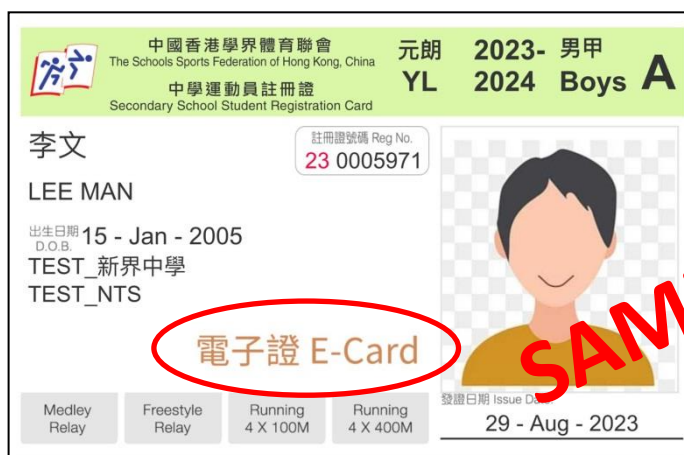 中國香港學界體育聯會
The Schools Sports Federation of Hong Kong, China
中學運動員註冊證
Secondary School Student Registration Card
元朗 2023- 男甲 A
YL 2024 Boys
李文
註冊證號碼 Reg No.
23 0005971
LEE MAN
出生日期 D.O.B. 15 - Jan - 2005
TEST_新界中學
TEST_NTS
電子證 E-Card
SAM
Medley Relay
Freestyle Relay
Running 4 X 100M
Running 4 X 400M
發證日期 Issue Date
29 - Aug - 2023